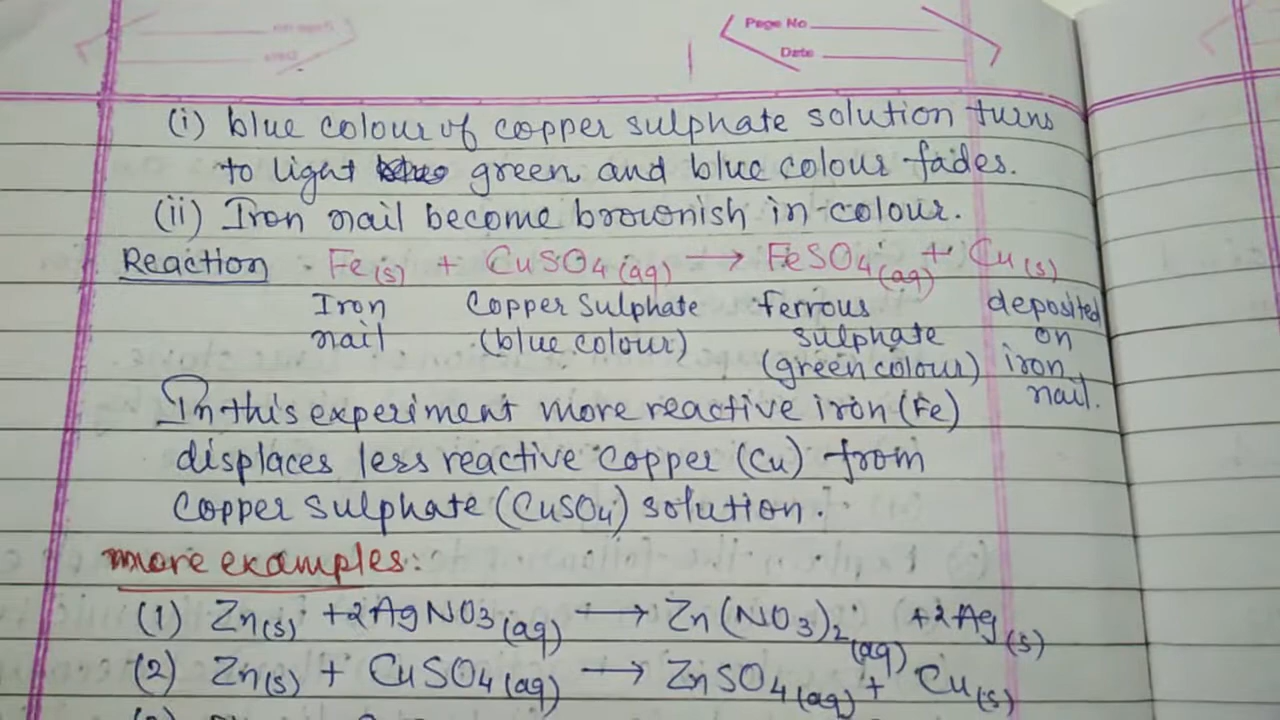 Page No
Date
(i) blue colour of copper sulphate solution turns
to light green and blue colour fades.
(ii) Iron nail become brownish in colour.
Reaction Fe(s) + CuSO4(aq) → FeSO4(aq) + Cu(s)
Iron Copper Sulphate ferrous deposited
nail (blue colour) sulphate on
(green colour) iron
nail.
In this experiment more reactive iron (Fe)
displaces less reactive copper (Cu) from
copper sulphate (CuSO4) solution.
more examples:
(1) Zn(s) + 2AgNO3(aq) → Zn(NO3)2(aq) + 2Ag(s)
(2) Zn(s) + CuSO4(aq) → ZnSO4(aq) + Cu(s)